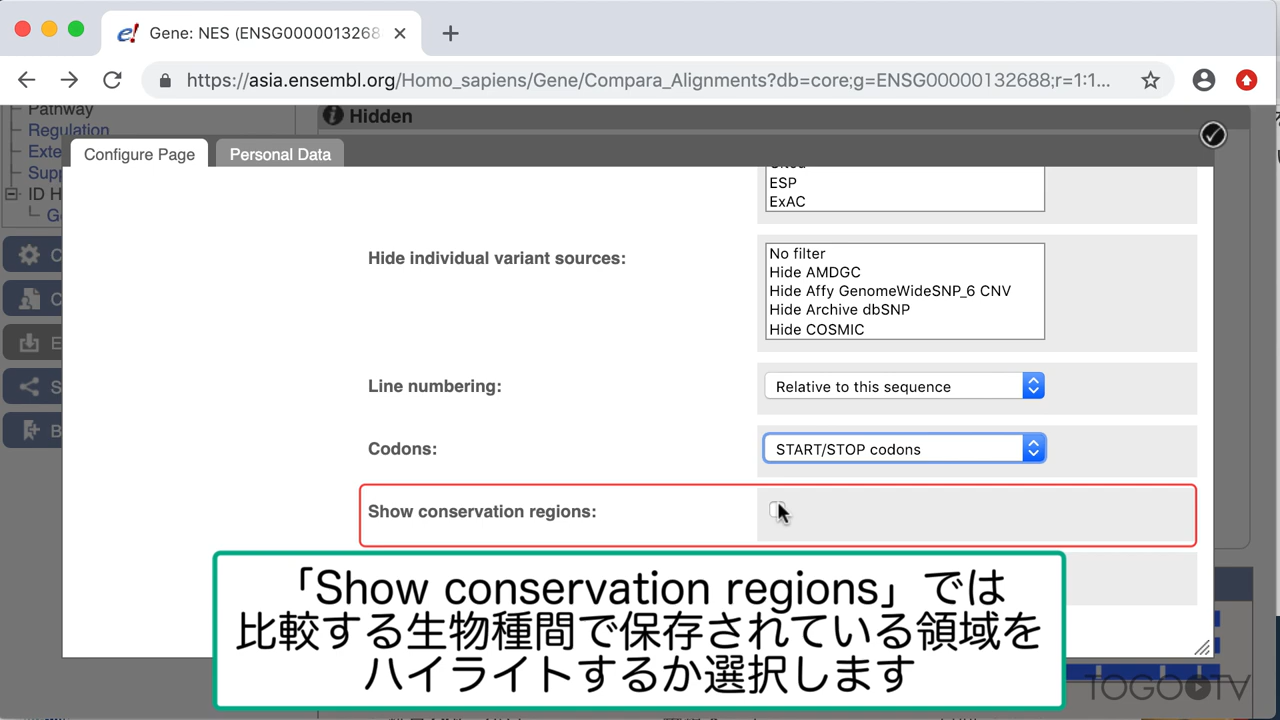 Gene: NES (ENSG0000013268
https://asia.ensembl.org/Homo_sapiens/Gene/Compara_Alignments?db=core;g=ENSG00000132688;r=1:1...
Pathway
Regulation
Exte
Supp
ID H
G
Hidden
Configure Page
Personal Data
ESP
ExAC
Hide individual variant sources:
No filter
Hide AMDGC
Hide Affy GenomeWideSNP_6 CNV
Hide Archive dbSNP
Hide COSMIC
Line numbering:
Relative to this sequence
Codons:
START/STOP codons
Show conservation regions:
C
C
E
S
B
「Show conservation regions」では
比較する生物種間で保存されている領域を
ハイライトするか選択します
TOGOTV